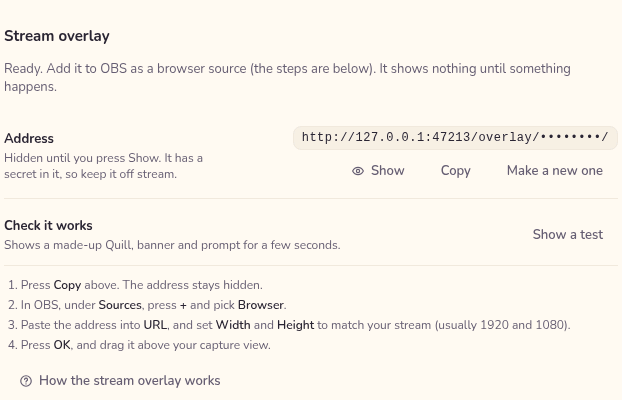 Stream overlay
Ready. Add it to OBS as a browser source (the steps are below). It shows nothing until something
happens.
Address
http://127.0.0.1:47213/overlay/••••••••/
Hidden until you press Show. It has a
secret in it, so keep it off stream.
Show Copy Make a new one
Check it works
Shows a made-up Quill, banner and prompt for a few seconds.
Show a test
1. Press Copy above. The address stays hidden.
2. In OBS, under Sources, press + and pick Browser.
3. Paste the address into URL, and set Width and Height to match your stream (usually 1920 and 1080).
4. Press OK, and drag it above your capture view.
How the stream overlay works